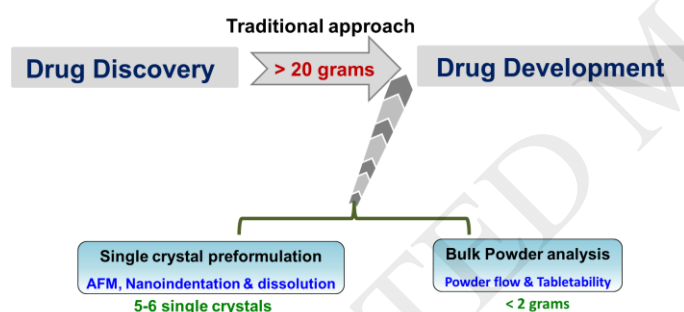 Traditional approach
Drug Discovery
> 20 grams
Drug Development
Single crystal preformulation
AFM, Nanoindentation & dissolution
5-6 single crystals
Bulk Powder analysis
Powder flow & Tabletability
< 2 grams
TED M